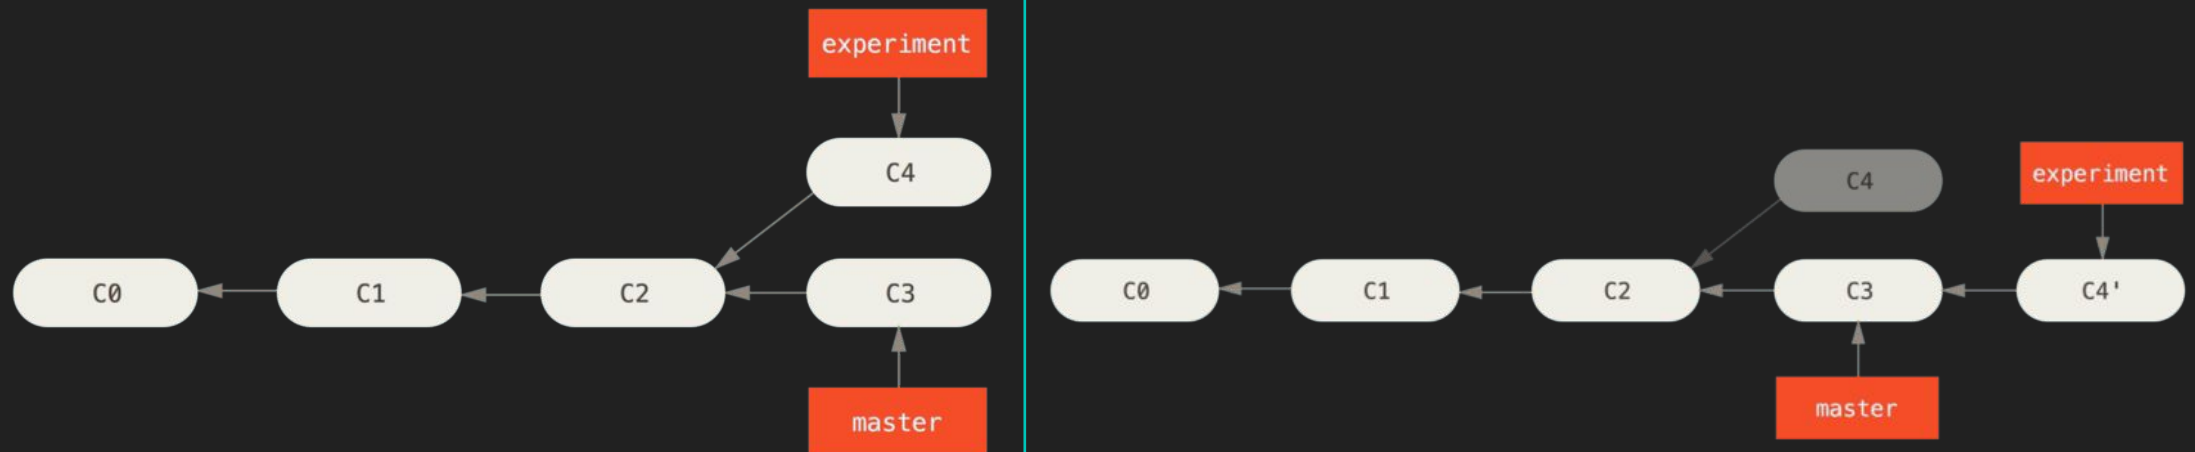 experiment
C4
C0
C1
C2
C3
master
C4
experiment
C0
C1
C2
C3
C4'
master